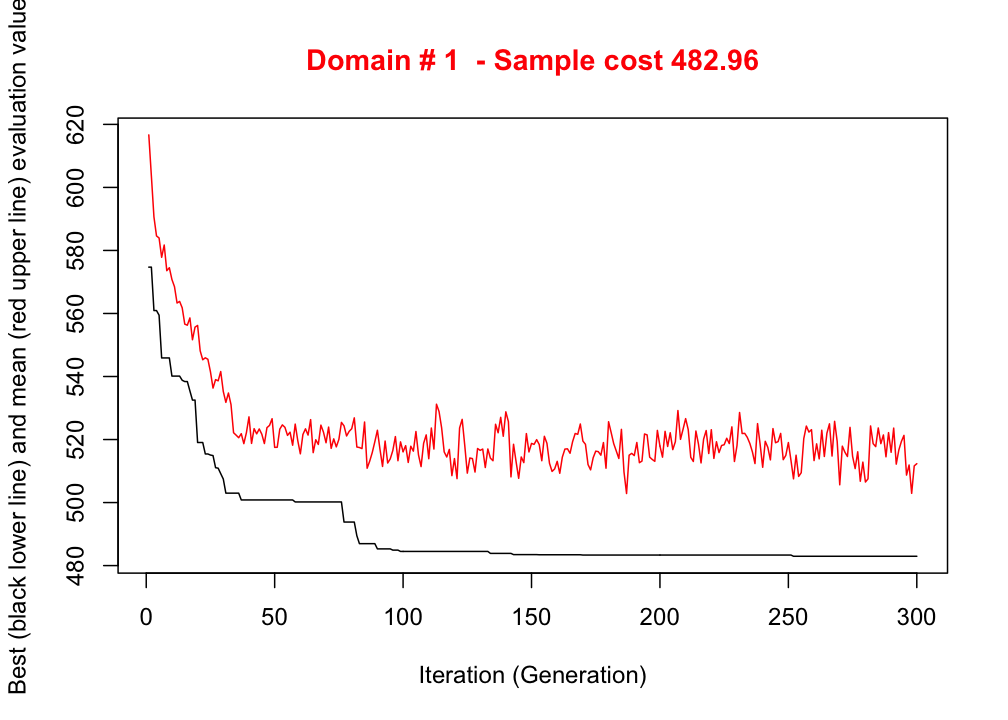 Domain # 1  - Sample cost 482.96
Best (black lower line) and mean (red upper line) evaluation value
620
600
580
560
540
520
500
480
0 50 100 150 200 250 300
Iteration (Generation)